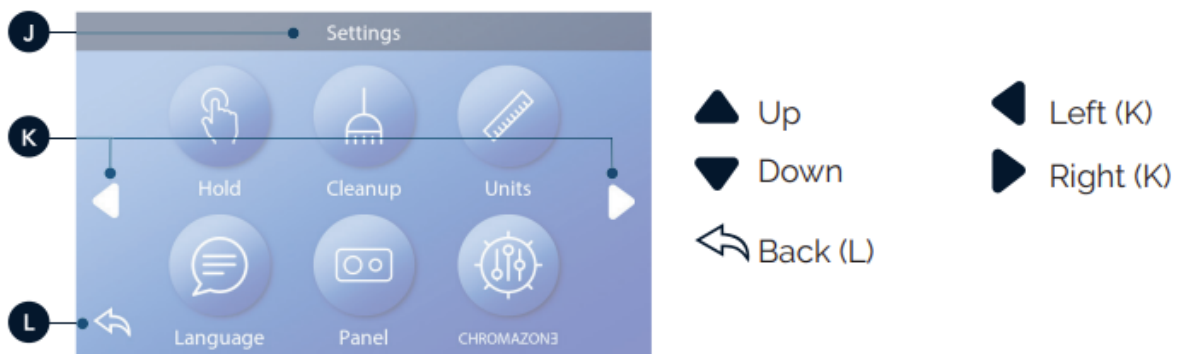 J
Settings
K
Hold Cleanup Units
L
Language Panel CHROMAZON3
Up
Down
Back (L)
Left (K)
Right (K)